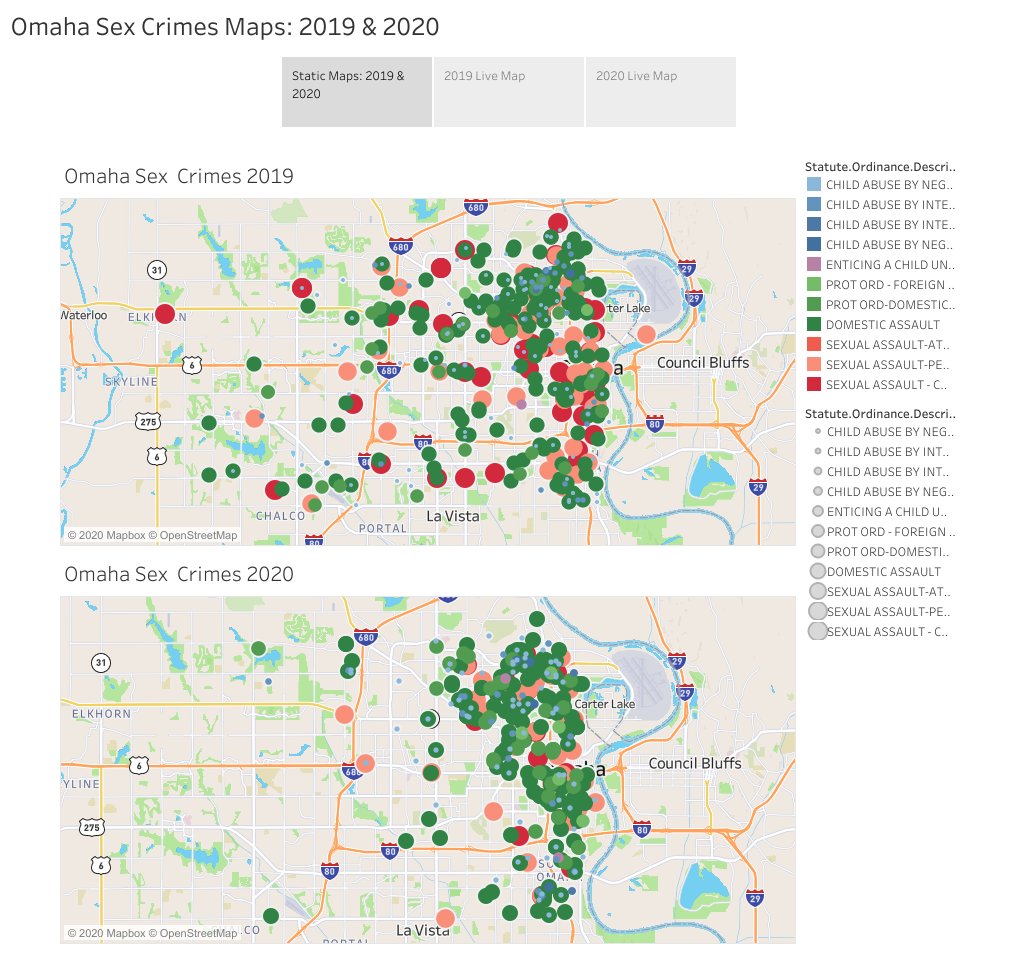 Omaha Sex Crimes Maps: 2019 & 2020
Static Maps: 2019 &
2020
2019 Live Map
2020 Live Map
Omaha Sex  Crimes 2019
680
680
31
29
29
Waterloo
ter Lake
Council Bluffs
6
680
SKYLINE
275
80
80
6
29
CHALCO
La Vista
PORTAL
80
© 2020 Mapbox © OpenStreetMap
Omaha Sex  Crimes 2020
680
31
29
29
Carter Lake
ELKHORN
6
680
Council Bluffs
YLINE
275
80
80
6
80
29
La Vista
PORTAL
© 2020 Mapbox © OpenStreetMap
Statute.Ordinance.Descri..
CHILD ABUSE BY NEG..
CHILD ABUSE BY INTE..
CHILD ABUSE BY INTE..
CHILD ABUSE BY NEG..
ENTICING A CHILD UN..
PROT ORD - FOREIGN ..
PROT ORD-DOMESTIC..
DOMESTIC ASSAULT
SEXUAL ASSAULT-AT..
SEXUAL ASSAULT-PE..
SEXUAL ASSAULT - C..
Statute.Ordinance.Descri..
CHILD ABUSE BY NEG..
CHILD ABUSE BY INT..
CHILD ABUSE BY INT..
CHILD ABUSE BY NEG..
ENTICING A CHILD U..
PROT ORD - FOREIGN ..
PROT ORD-DOMESTI..
DOMESTIC ASSAULT
SEXUAL ASSAULT-AT..
SEXUAL ASSAULT-PE..
SEXUAL ASSAULT - C..